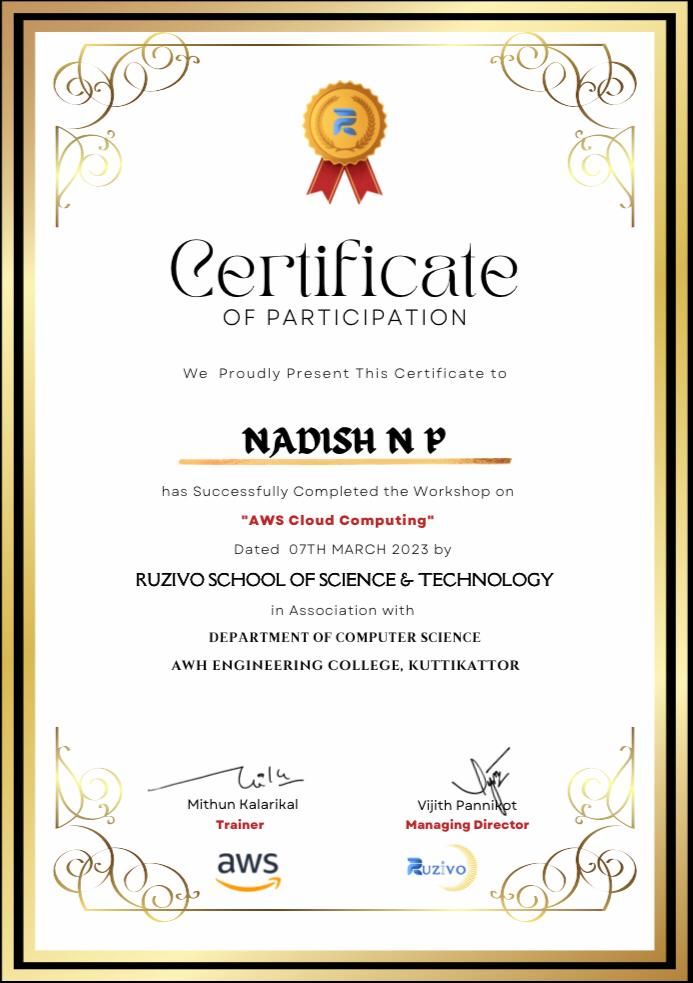 R
Certificate
OF PARTICIPATION
We Proudly Present This Certificate to
NADISH N P
has Successfully Completed the Workshop on
"AWS Cloud Computing"
Dated 07TH MARCH 2023 by
RUZIVO SCHOOL OF SCIENCE & TECHNOLOGY
in Association with
DEPARTMENT OF COMPUTER SCIENCE
AWH ENGINEERING COLLEGE, KUTTIKATTOR
Mithun Kalarikal
Trainer
aws
Vijith Pannikot
Managing Director
Ruzivo